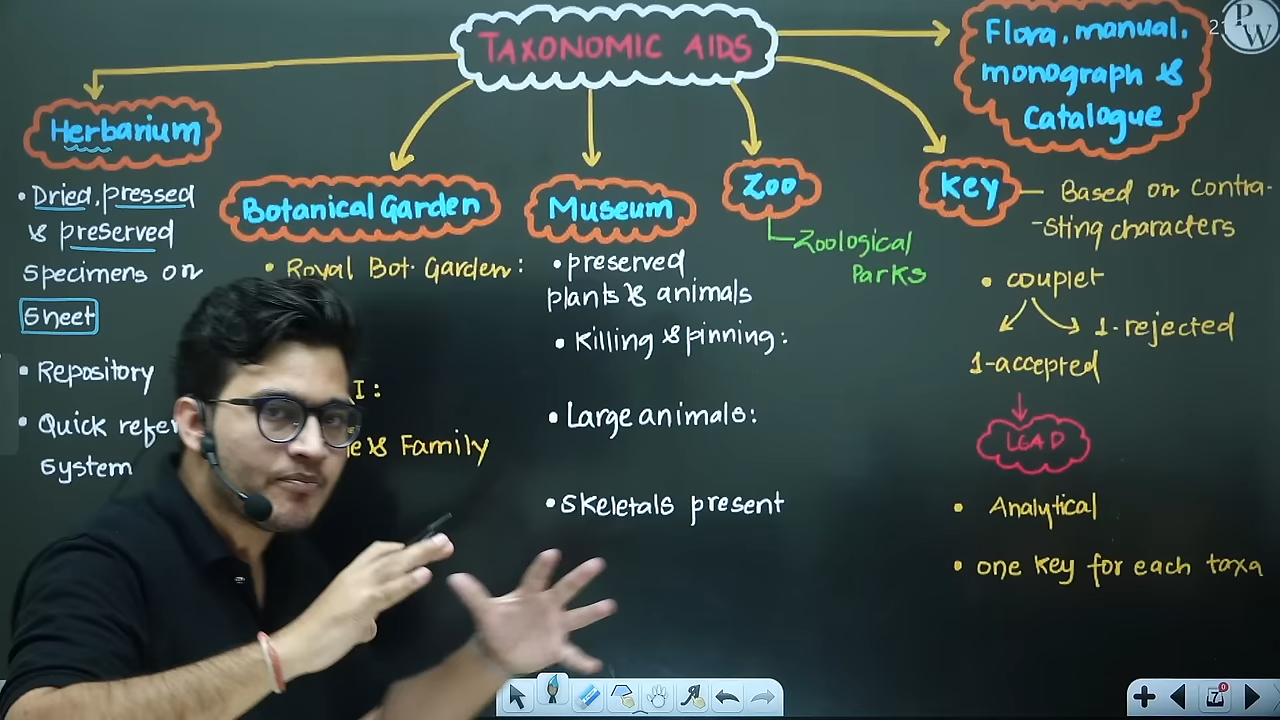 TAXONOMIC AIDS
Flora, manual,
monograph &
Catalogue
PW
Herbarium
• Dried, pressed
& preserved
specimens on
Sheet
• Repository
• Quick refer
system
Botanical Garden
• Royal Bot. Garden:
I:
e & Family
Museum
• preserved
plants & animals
• Killing & pinning:
• Large animals:
• Skeletals present
Zoo
Zoological
Parks
Key
Based on Contra-
-sting characters
• couplet
1-rejected
1-accepted
LEAD
• Analytical
• one key for each taxa
7